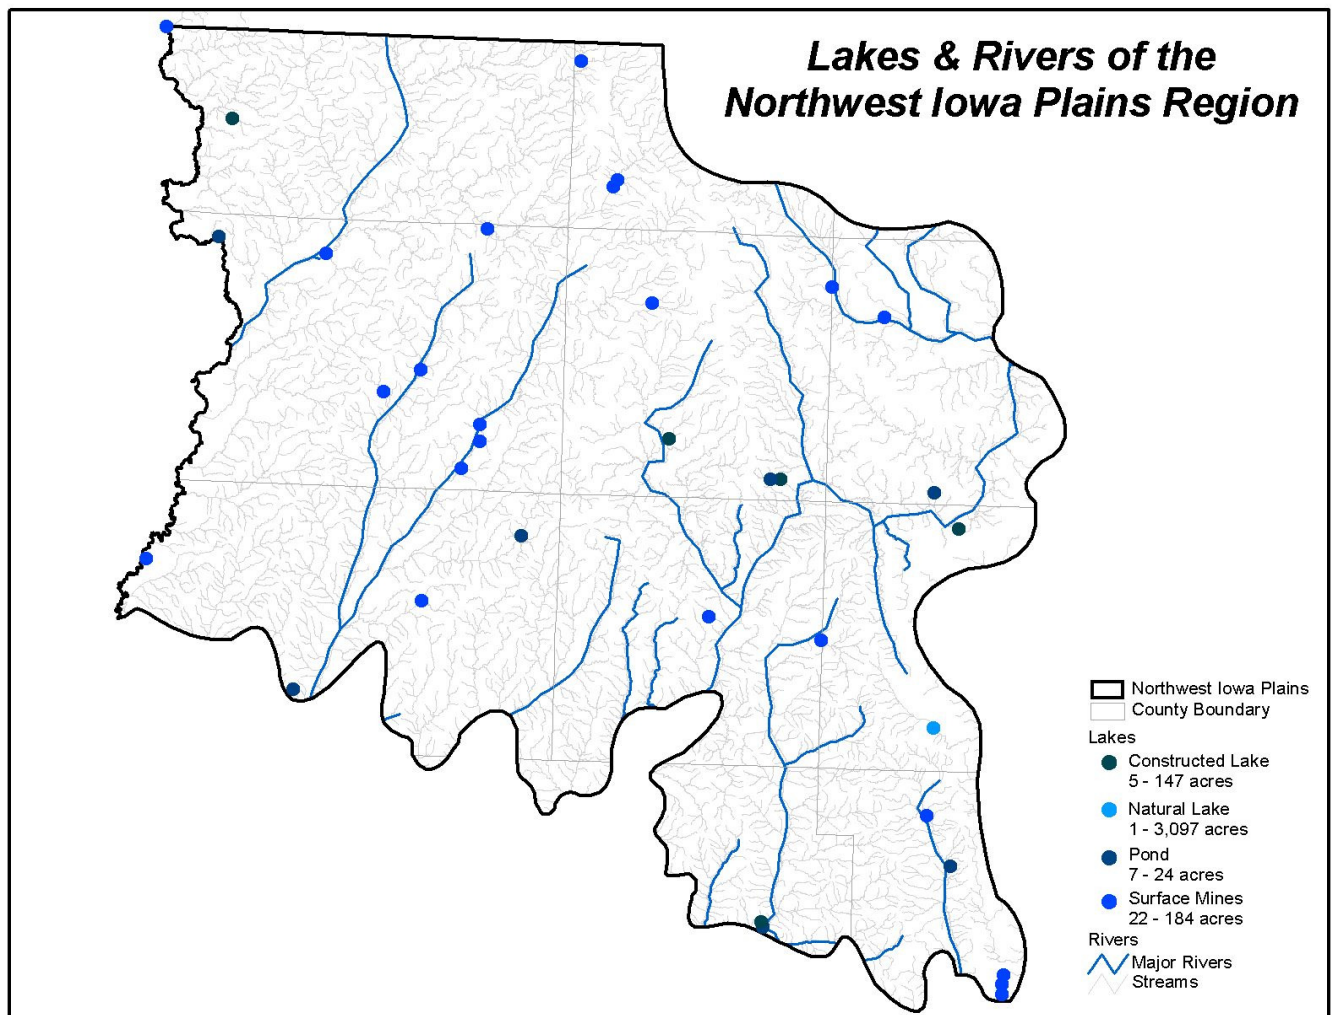 Lakes & Rivers of the
Northwest Iowa Plains Region
Northwest Iowa Plains
County Boundary
Lakes
Constructed Lake
5 - 147 acres
Natural Lake
1 - 3,097 acres
Pond
7 - 24 acres
Surface Mines
22 - 184 acres
Rivers
Major Rivers
Streams